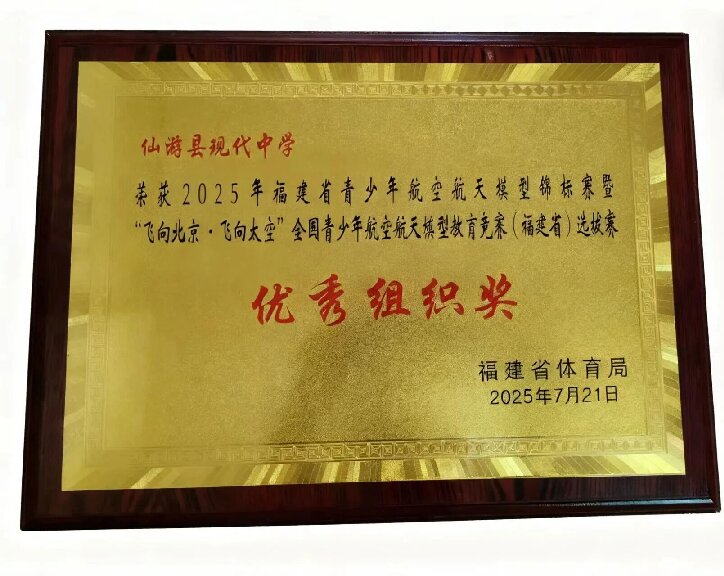 仙游县现代中学
荣获2025年福建省青少年航空航天模型锦标赛暨
“飞向北京·飞向太空”全国青少年航空航天模型教育竞赛(福建省)选拔赛
优秀组织奖
福建省体育局
2025年7月21日